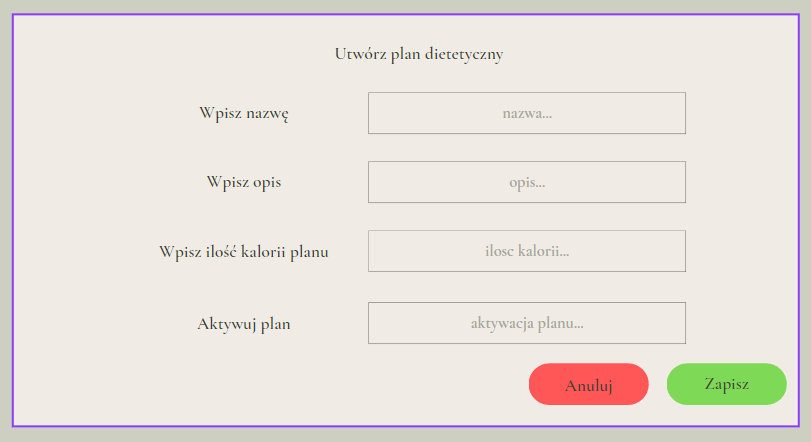 Utwórz plan dietetyczny
Wpisz nazwę
nazwa...
Wpisz opis
opis...
Wpisz ilość kalorii planu
ilosc kalorii...
Aktywuj plan
aktywacja planu...
Anuluj
Zapisz